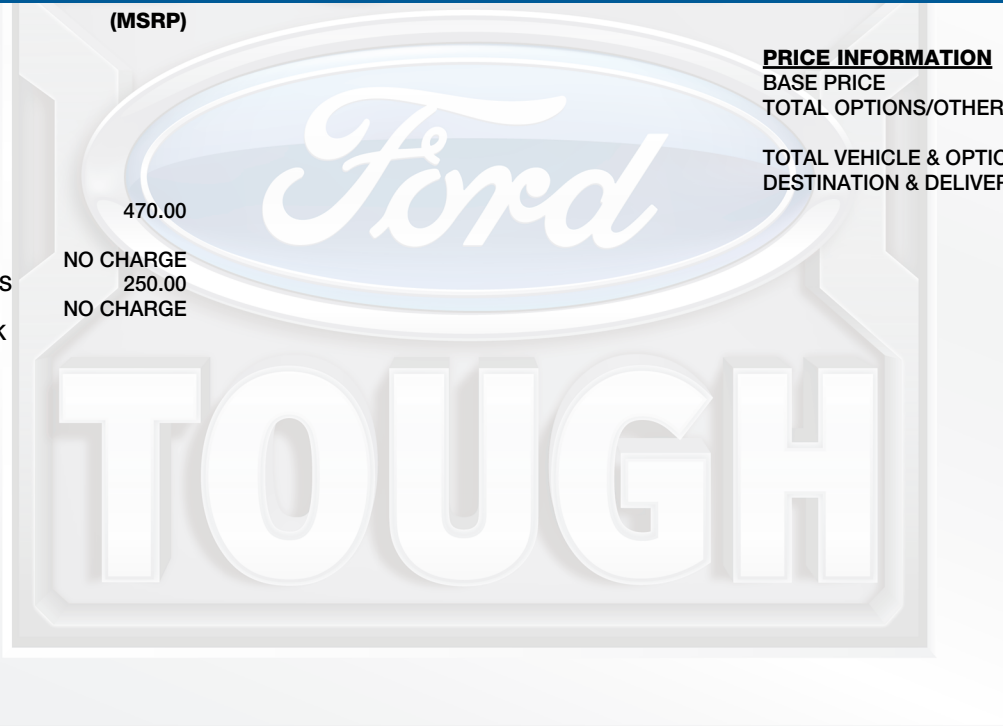 (MSRP)
470.00
NO CHARGE
S 250.00
NO CHARGE
K
PRICE INFORMATION
BASE PRICE
TOTAL OPTIONS/OTHER
TOTAL VEHICLE & OPTIO
DESTINATION & DELIVER
Ford
TOUGH